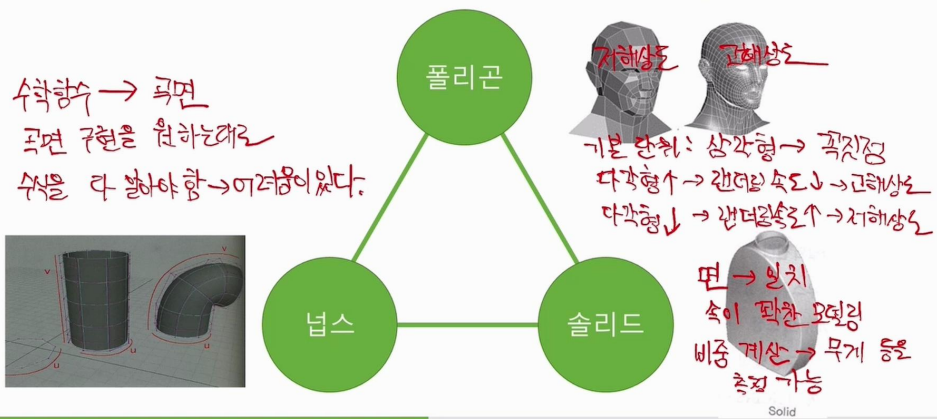 폴리곤
저해상도
고해상도
기본 단위: 삼각형 → 꼭짓점
다각형↑ → 랜더링 속도↓ → 고해상도
다각형↓ → 랜더링속도↑ → 저해상도
수학함수 → 곡면
곡면 구현을 원하는대로
수식을 다 알아야 함 → 어려움이 있다.
넙스
v
u
v
u
u
솔리드
면 → 일치
속이 꽉찬 모델링
비중 계산 → 무게 등을
측정 가능
Solid